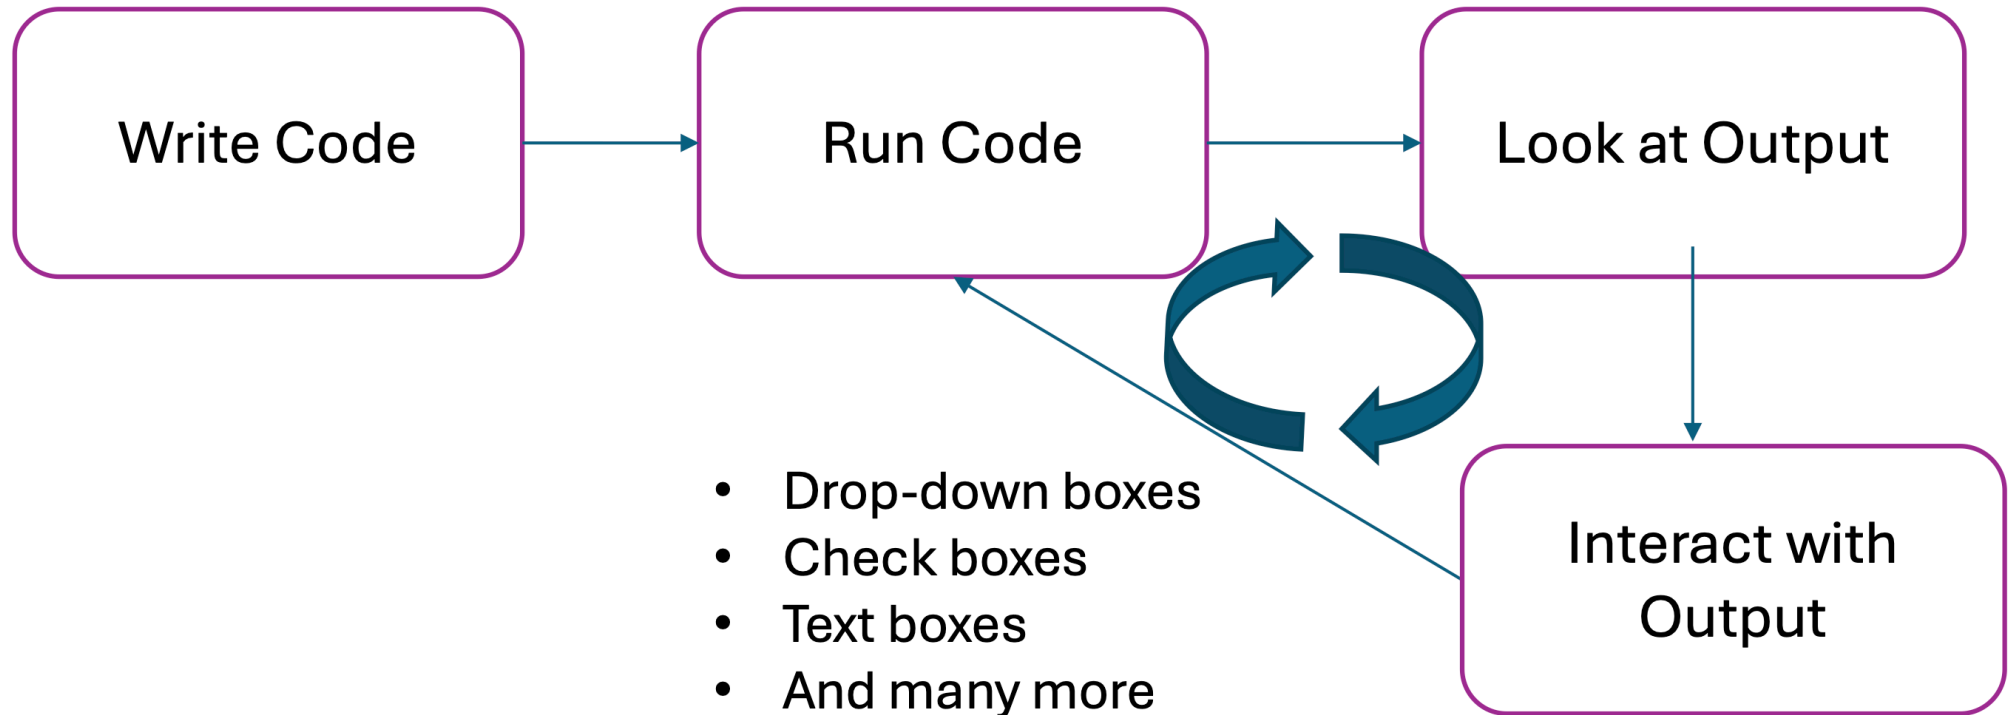 Write Code
Run Code
Look at Output
• Drop-down boxes
• Check boxes
• Text boxes
• And many more
Interact with
Output